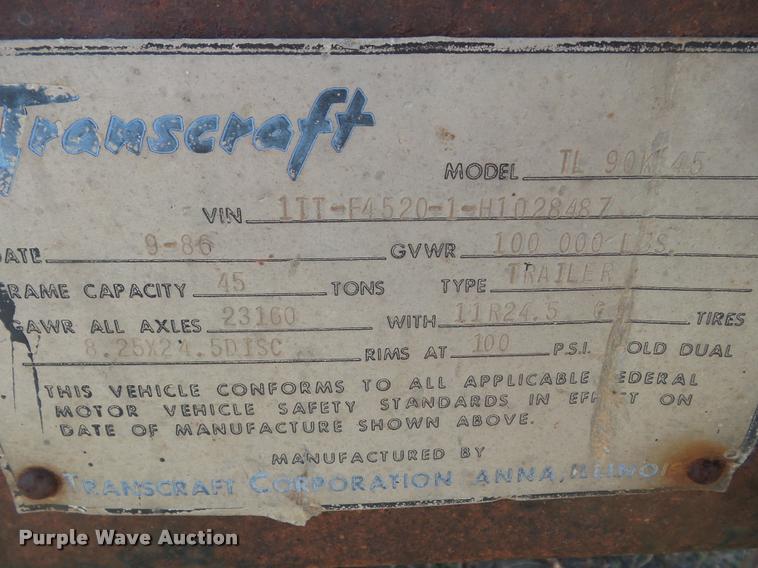 Transcraft
MODEL TL 90K 45
VIN 1TT-F4520-1-H1028487
DATE 9-86 GVWR 100 000 LBS.
FRAME CAPACITY 45 TONS TYPE TRAILER
GAWR ALL AXLES 23160 WITH 11R24.5 TIRES
8.25X24.5DISC RIMS AT 100 P.S.I. COLD DUAL
THIS VEHICLE CONFORMS TO ALL APPLICABLE FEDERAL
MOTOR VEHICLE SAFETY STANDARDS IN EFFECT ON
DATE OF MANUFACTURE SHOWN ABOVE.
MANUFACTURED BY
TRANSCRAFT CORPORATION ANNA, ILLINOIS
Purple Wave Auction